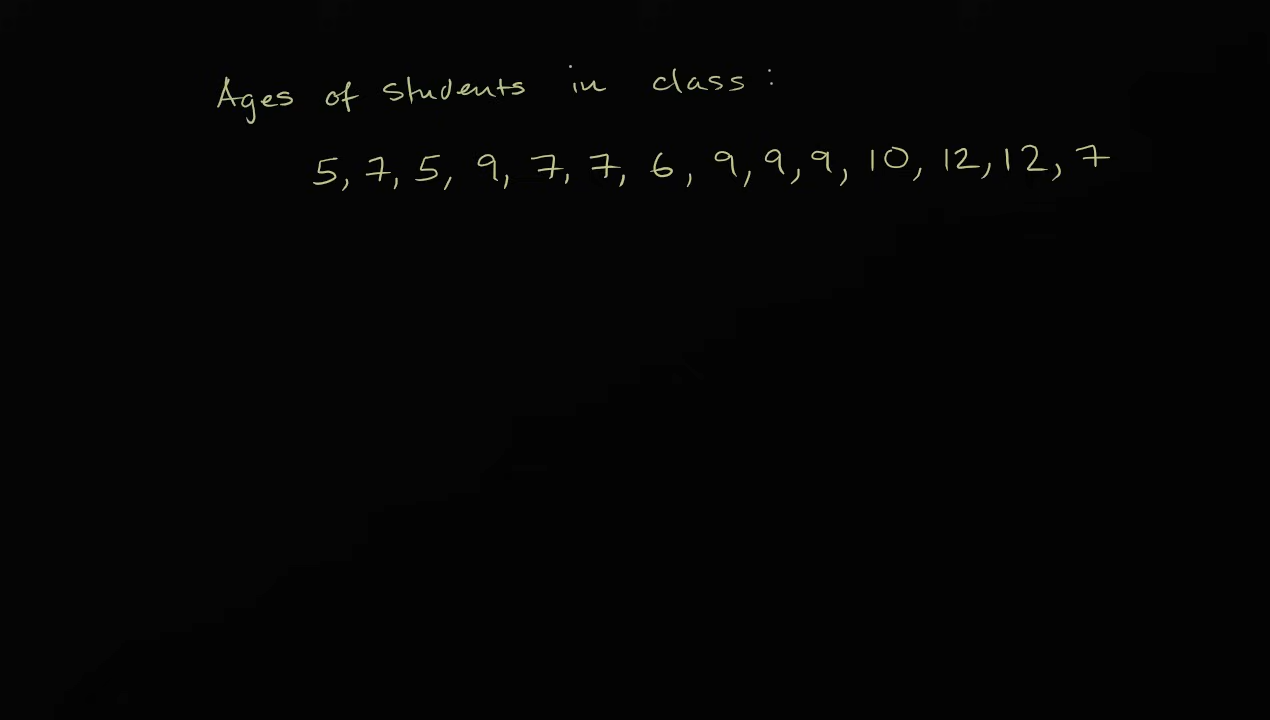 Ages of students in class :
5, 7, 5, 9, 7, 7, 6, 9, 9, 9, 10, 12, 12, 7